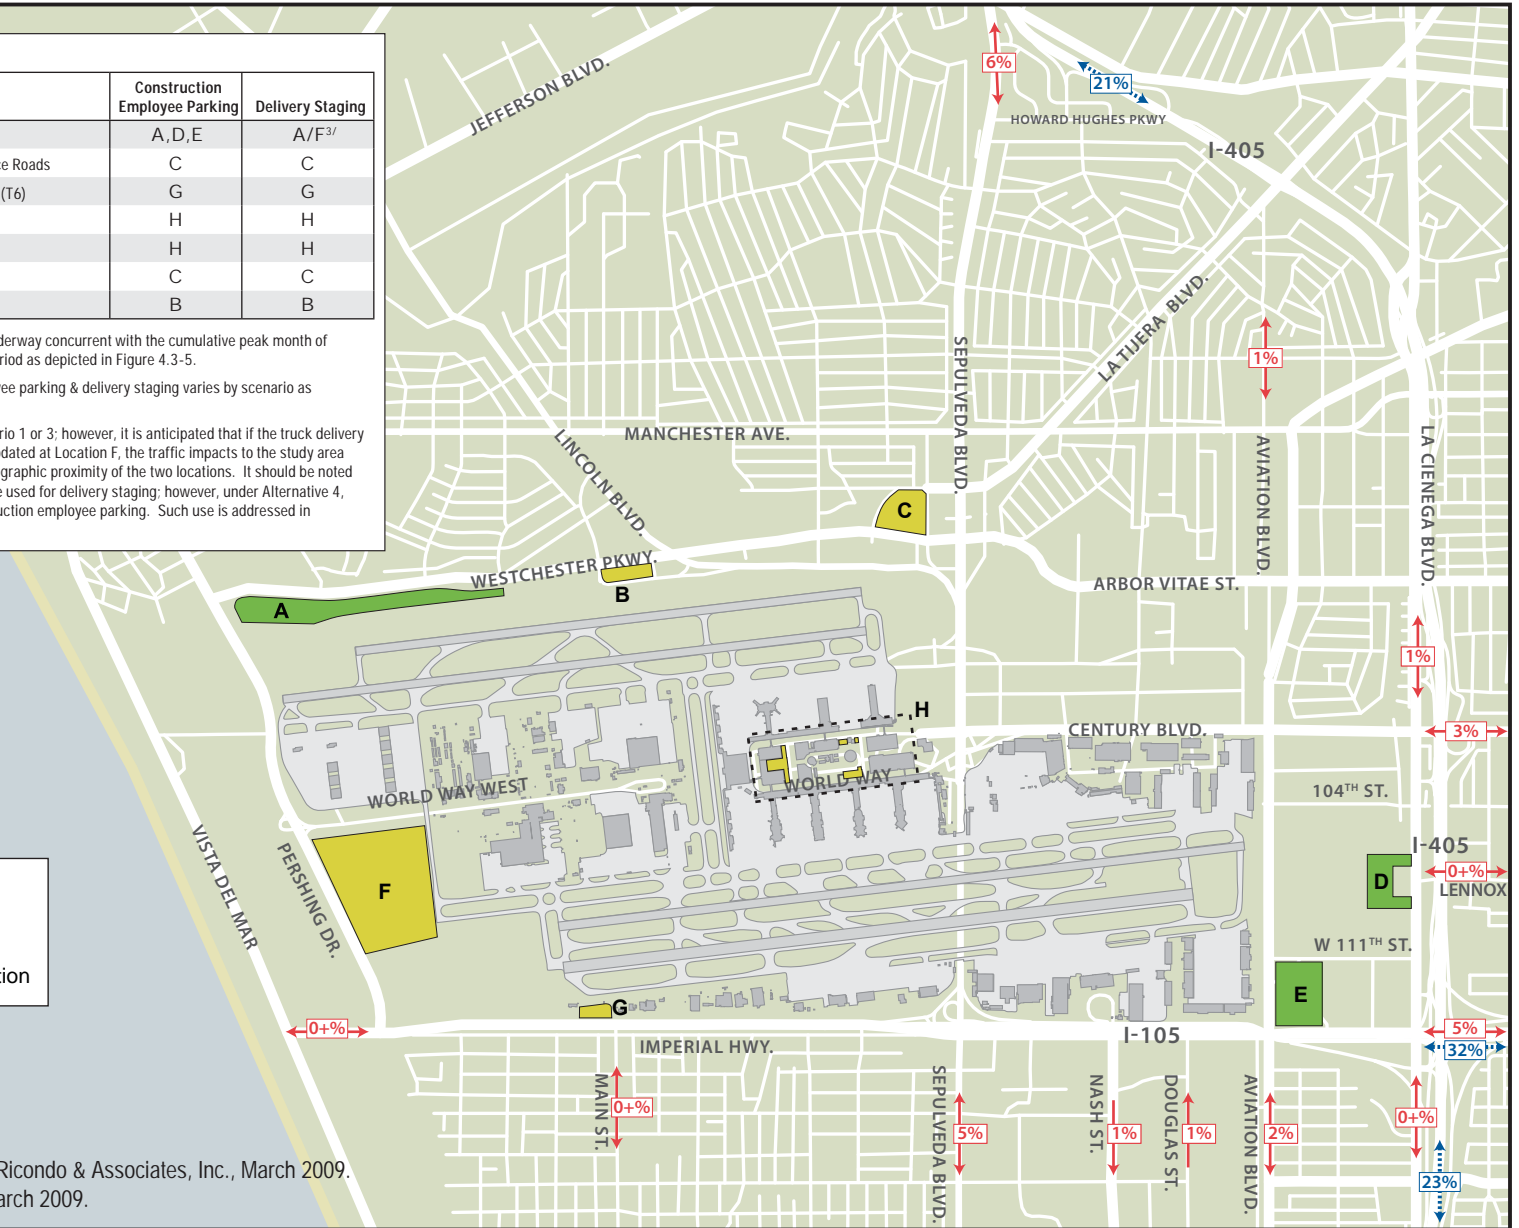 Construction
Employee Parking
Delivery Staging
A,D,E A/F3/
ce Roads C C
(T6) G G
H H
H H
C C
B B
derway concurrent with the cumulative peak month of
riod as depicted in Figure 4.3-5.
ee parking & delivery staging varies by scenario as
rio 1 or 3; however, it is anticipated that if the truck delivery
dated at Location F, the traffic impacts to the study area
graphic proximity of the two locations. It should be noted
e used for delivery staging; however, under Alternative 4,
uction employee parking. Such use is addressed in
JEFFERSON BLVD.
6%
21%
HOWARD HUGHES PKWY
I-405
LA TIJERA BLVD.
1%
SEPULVEDA BLVD.
MANCHESTER AVE.
LINCOLN BLVD.
AVIATION BLVD.
LA CIENEGA BLVD.
C
WESTCHESTER PKWY.
B
A
ARBOR VITAE ST.
1%
H
CENTURY BLVD.
3%
WORLD WAY WEST
WORLD WAY
104TH ST.
I-405
VISTA DEL MAR
PERSHING DR.
F
D
0+%
LENNOX
W 111TH ST.
E
tion
G
0+%
IMPERIAL HWY.
I-105
5%
32%
MAIN ST.
0+%
SEPULVEDA BLVD.
5%
NASH ST.
1%
DOUGLAS ST.
1%
AVIATION BLVD.
2%
0+%
23%
Ricondo & Associates, Inc., March 2009.
arch 2009.